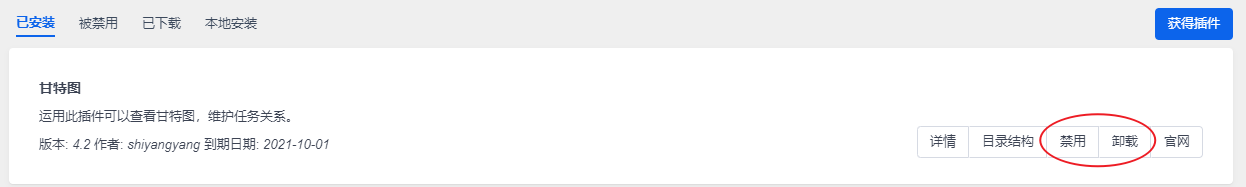 已安装 被禁用 已下载 本地安装 获得插件
甘特图
运用此插件可以查看甘特图，维护任务关系。
版本: 4.2 作者: shiyangyang 到期日期: 2021-10-01
详情 目录结构 禁用 卸载 官网